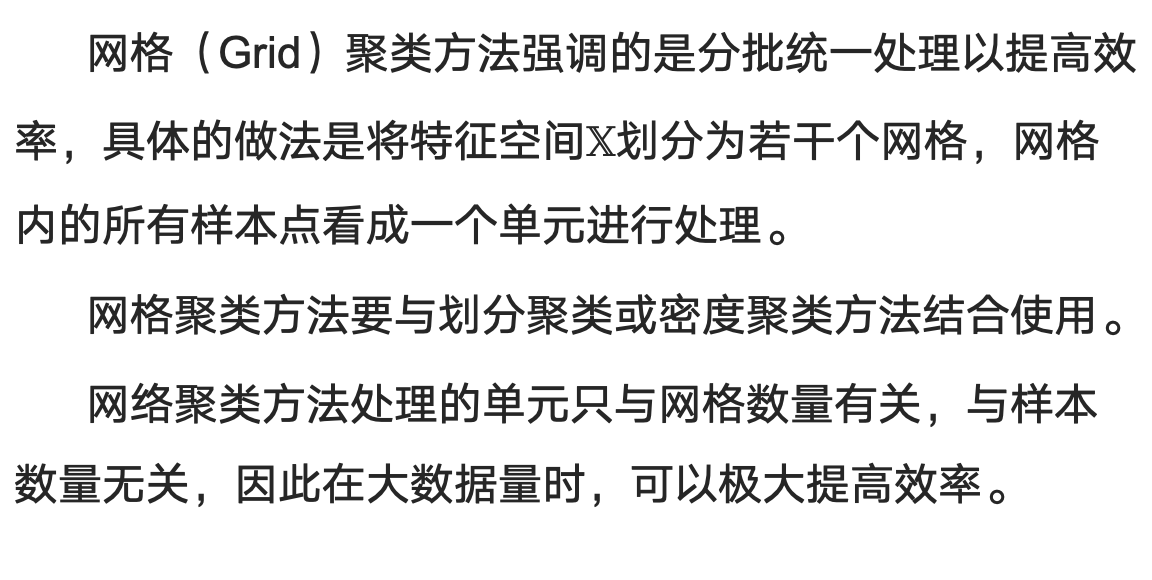 网格（Grid）聚类方法强调的是分批统一处理以提高效
率，具体的做法是将特征空间𝕏划分为若干个网格，网格
内的所有样本点看成一个单元进行处理。
网格聚类方法要与划分聚类或密度聚类方法结合使用。
网络聚类方法处理的单元只与网格数量有关，与样本
数量无关，因此在大数据量时，可以极大提高效率。